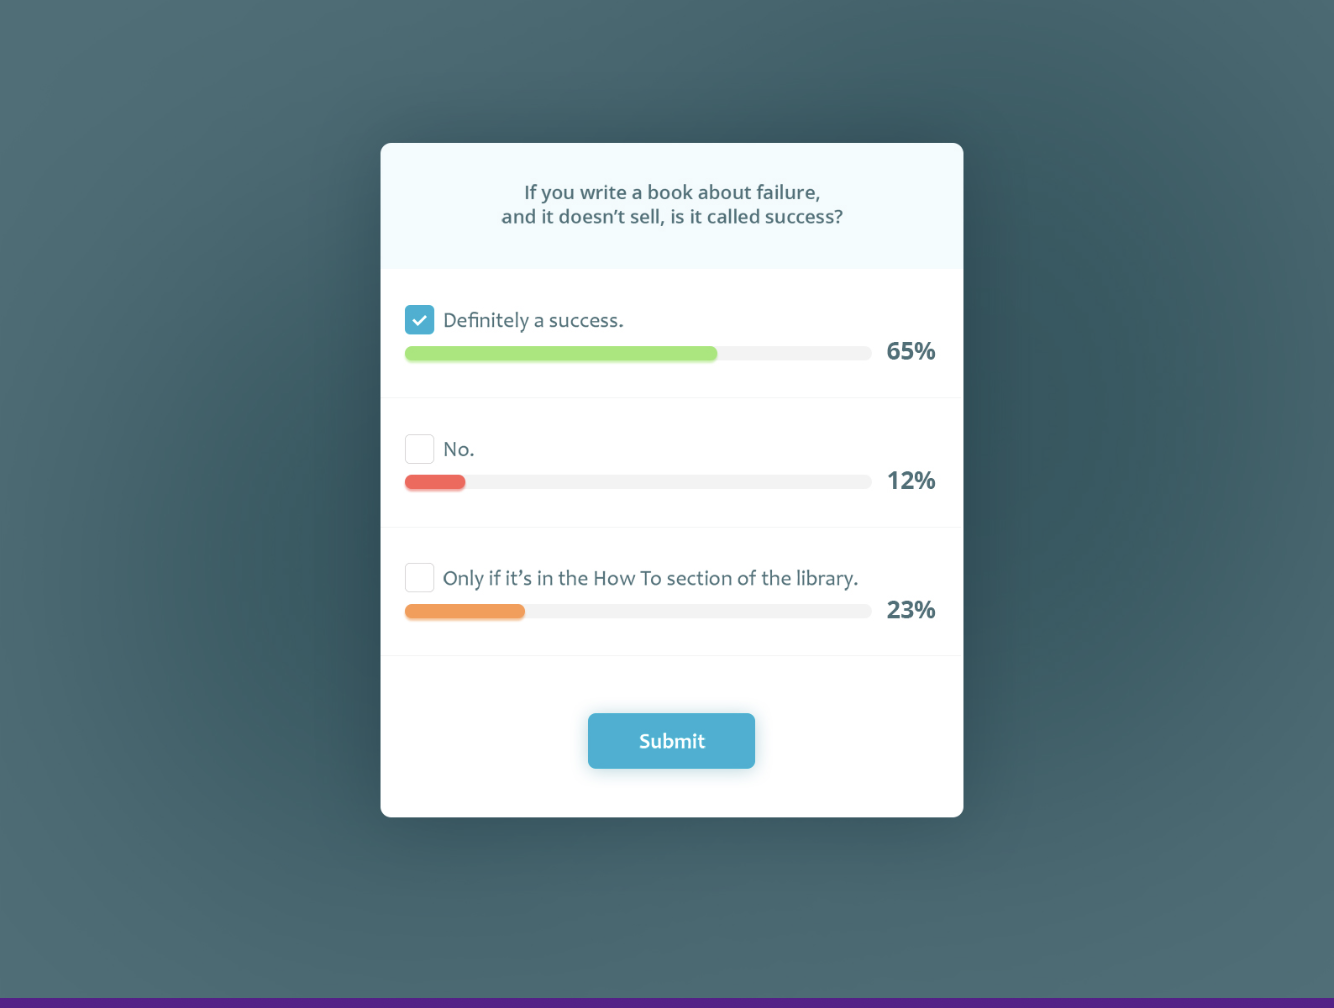 If you write a book about failure,
and it doesn’t sell, is it called success?
Definitely a success.
65%
No.
12%
Only if it’s in the How To section of the library.
23%
Submit